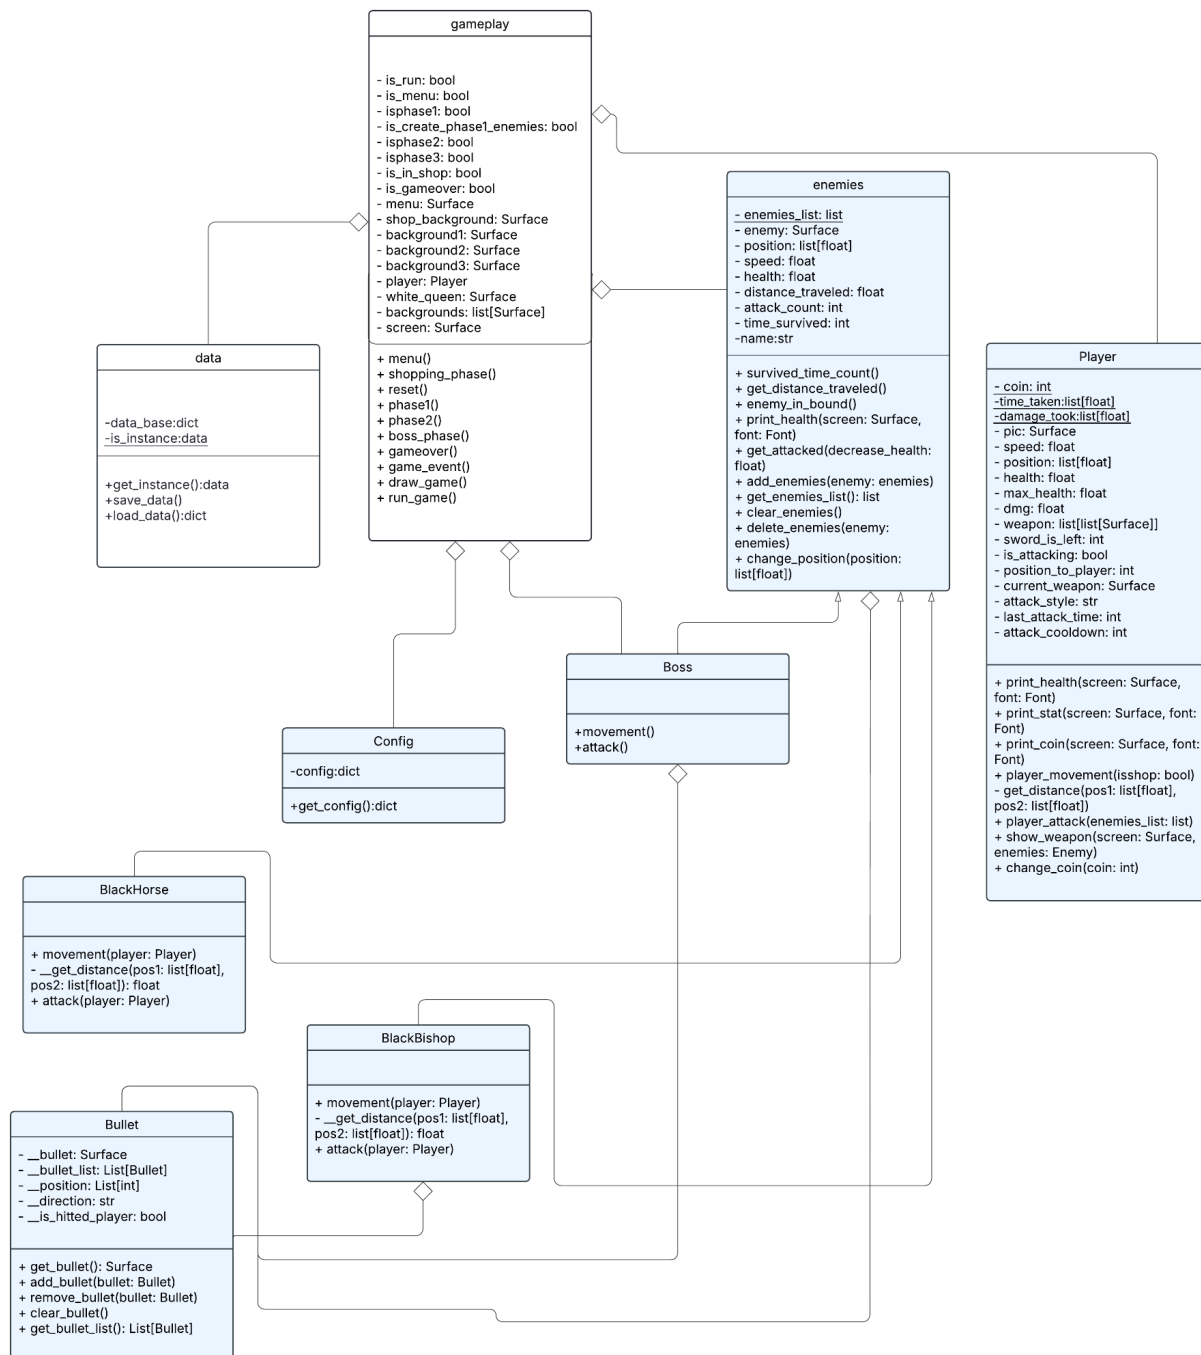 gameplay
- is_run: bool
- is_menu: bool
- isphase1: bool
- is_create_phase1_enemies: bool
- isphase2: bool
- isphase3: bool
- is_in_shop: bool
- is_gameover: bool
- menu: Surface
- shop_background: Surface
- background1: Surface
- background2: Surface
- background3: Surface
- player: Player
- white_queen: Surface
- backgrounds: list[Surface]
- screen: Surface
+ menu()
+ shopping_phase()
+ reset()
+ phase1()
+ phase2()
+ boss_phase()
+ gameover()
+ game_event()
+ draw_game()
+ run_game()
enemies
- enemies_list: list
- enemy: Surface
- position: list[float]
- speed: float
- health: float
- distance_traveled: float
- attack_count: int
- time_survived: int
-name:str
+ survived_time_count()
+ get_distance_traveled()
+ enemy_in_bound()
+ print_health(screen: Surface,
font: Font)
+ get_attacked(decrease_health:
float)
+ add_enemies(enemy: enemies)
+ get_enemies_list(): list
+ clear_enemies()
+ delete_enemies(enemy:
enemies)
+ change_position(position:
list[float])
data
-data_base:dict
-is_instance:data
+get_instance():data
+save_data()
+load_data():dict
Player
- coin: int
-time_taken:list[float]
-damage_took:list[float]
- pic: Surface
- speed: float
- position: list[float]
- health: float
- max_health: float
- dmg: float
- weapon: list[list[Surface]]
- sword_is_left: int
- is_attacking: bool
- position_to_player: int
- current_weapon: Surface
- attack_style: str
- last_attack_time: int
- attack_cooldown: int
+ print_health(screen: Surface,
font: Font)
+ print_stat(screen: Surface, font:
Font)
+ print_coin(screen: Surface, font:
Font)
+ player_movement(isshop: bool)
- get_distance(pos1: list[float],
pos2: list[float])
+ player_attack(enemies_list: list)
+ show_weapon(screen: Surface,
enemies: Enemy)
+ change_coin(coin: int)
Boss
+movement()
+attack()
Config
-config:dict
+get_config():dict
BlackHorse
+ movement(player: Player)
- __get_distance(pos1: list[float],
pos2: list[float]): float
+ attack(player: Player)
BlackBishop
+ movement(player: Player)
- __get_distance(pos1: list[float],
pos2: list[float]): float
+ attack(player: Player)
Bullet
- __bullet: Surface
- __bullet_list: List[Bullet]
- __position: List[int]
- __direction: str
- __is_hitted_player: bool
+ get_bullet(): Surface
+ add_bullet(bullet: Bullet)
+ remove_bullet(bullet: Bullet)
+ clear_bullet()
+ get_bullet_list(): List[Bullet]